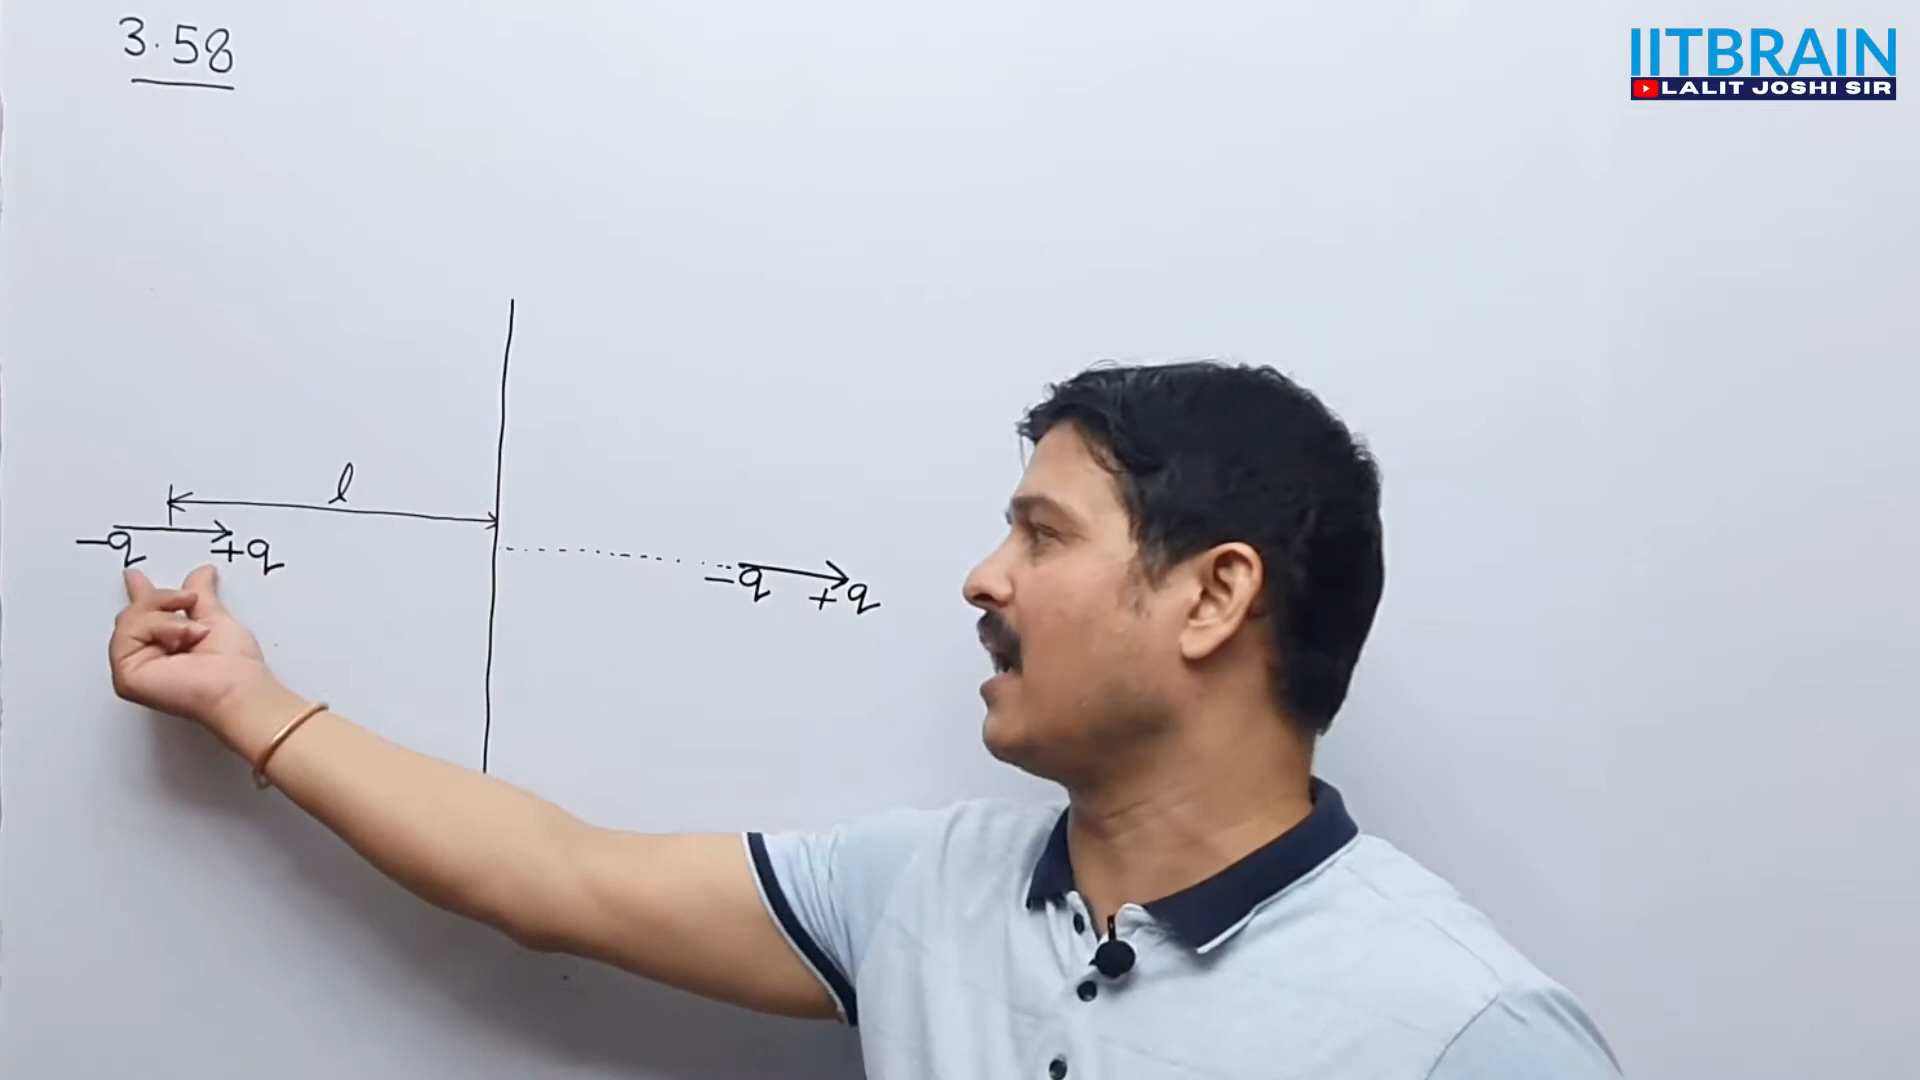 3.58
IITBRAIN
LALIT JOSHI SIR
l
-q +q
-q +q